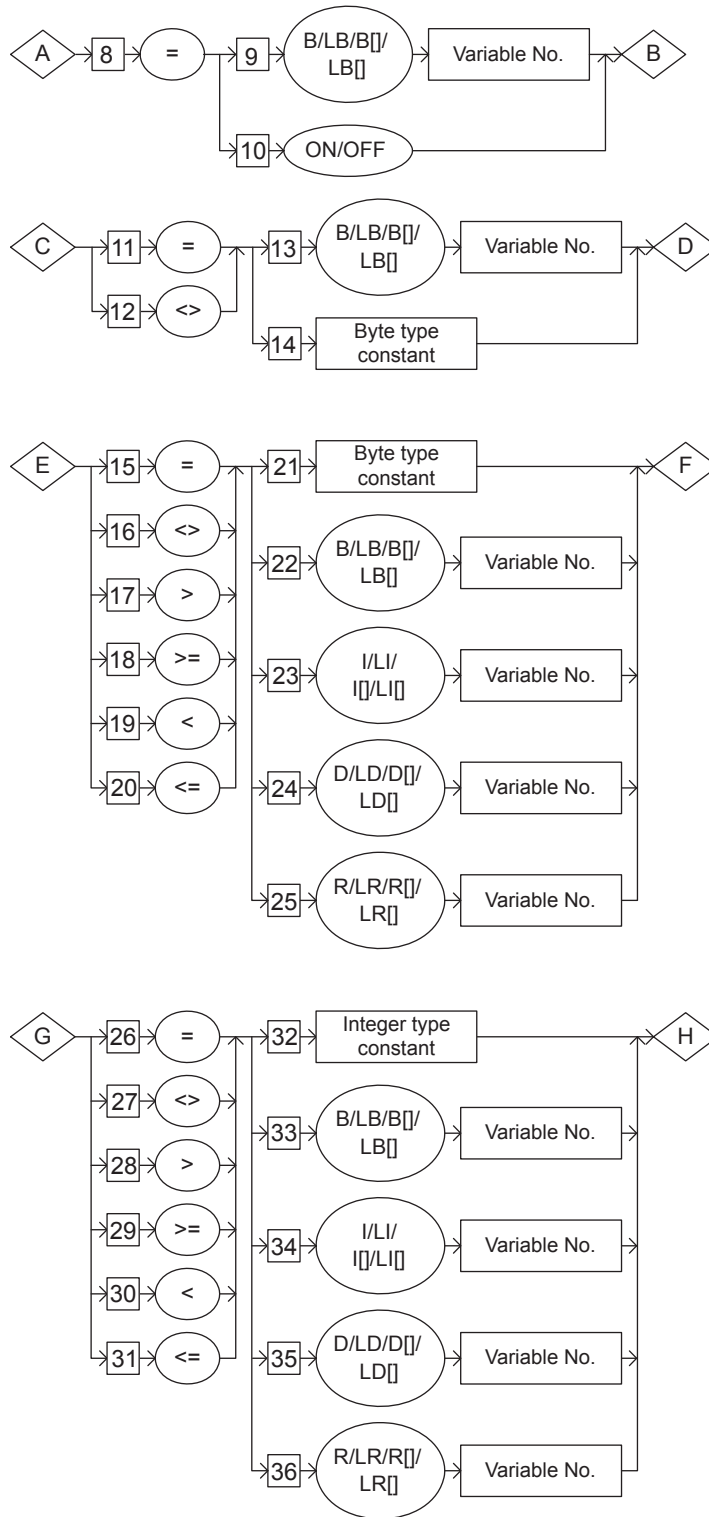 A 8 = 9 B/LB/B[]/
LB[] Variable No. B
10 ON/OFF
C 11 = 13 B/LB/B[]/
LB[] Variable No. D
12 <>
14 Byte type
constant
E 15 = 21 Byte type
constant F
16 <> 22 B/LB/B[]/
LB[] Variable No.
17 >
18 >= 23 I/LI/
I[]/LI[] Variable No.
19 <
20 <= 24 D/LD/D[]/
LD[] Variable No.
25 R/LR/R[]/
LR[] Variable No.
G 26 = 32 Integer type
constant H
27 <> 33 B/LB/B[]/
LB[] Variable No.
28 >
29 >= 34 I/LI/
I[]/LI[] Variable No.
30 <
31 <= 35 D/LD/D[]/
LD[] Variable No.
36 R/LR/R[]/
LR[] Variable No.